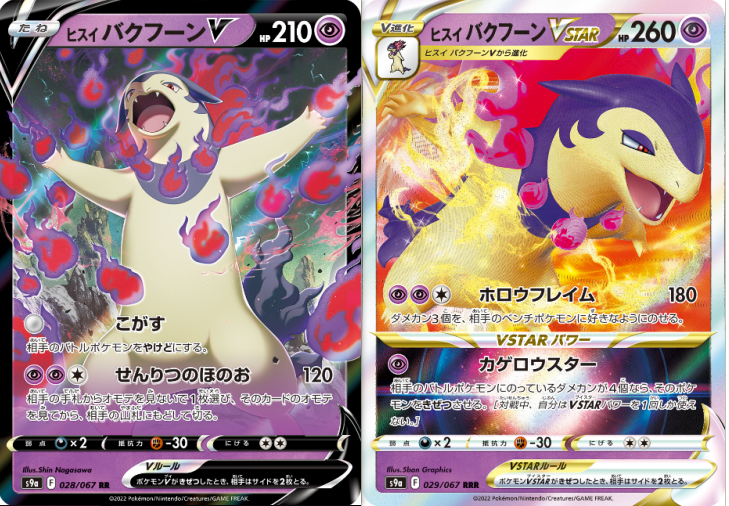 たね
ヒスイ バクフーンV
HP210
こがす
相手のバトルポケモンをやけどにする。
せんりつのほのお 120
相手の手札からオモテを見ないで1枚選び、そのカードのオモテ
を見てから、相手の山札にもどして切る。
弱点 ×2 抵抗力 -30 にげる
Illus.Shin Nagasawa
s9a F 028/067 RR
Vルール
ポケモンVがきぜつしたとき、相手はサイドを2枚とる。
©2022 Pokémon/Nintendo/Creatures/GAME FREAK.
V進化
ヒスイ バクフーンVSTAR
HP260
ヒスイ バクフーンVから進化
ホロウフレイム 180
ダメカン3個を、相手のベンチポケモンに好きなようにのせる。
VSTARパワー
カゲロウスター
相手のバトルポケモンにのっているダメカンが4個なら、そのポケ
モンをきぜつさせる。[対戦中、自分はVSTARパワーを1回しか使え
ない。]
弱点 ×2 抵抗力 -30 にげる
Illus.5ban Graphics
s9a F 029/067 RRR
VSTARルール
ポケモンVSTARがきぜつしたとき、相手はサイドを2枚とる。
©2022 Pokémon/Nintendo/Creatures/GAME FREAK.